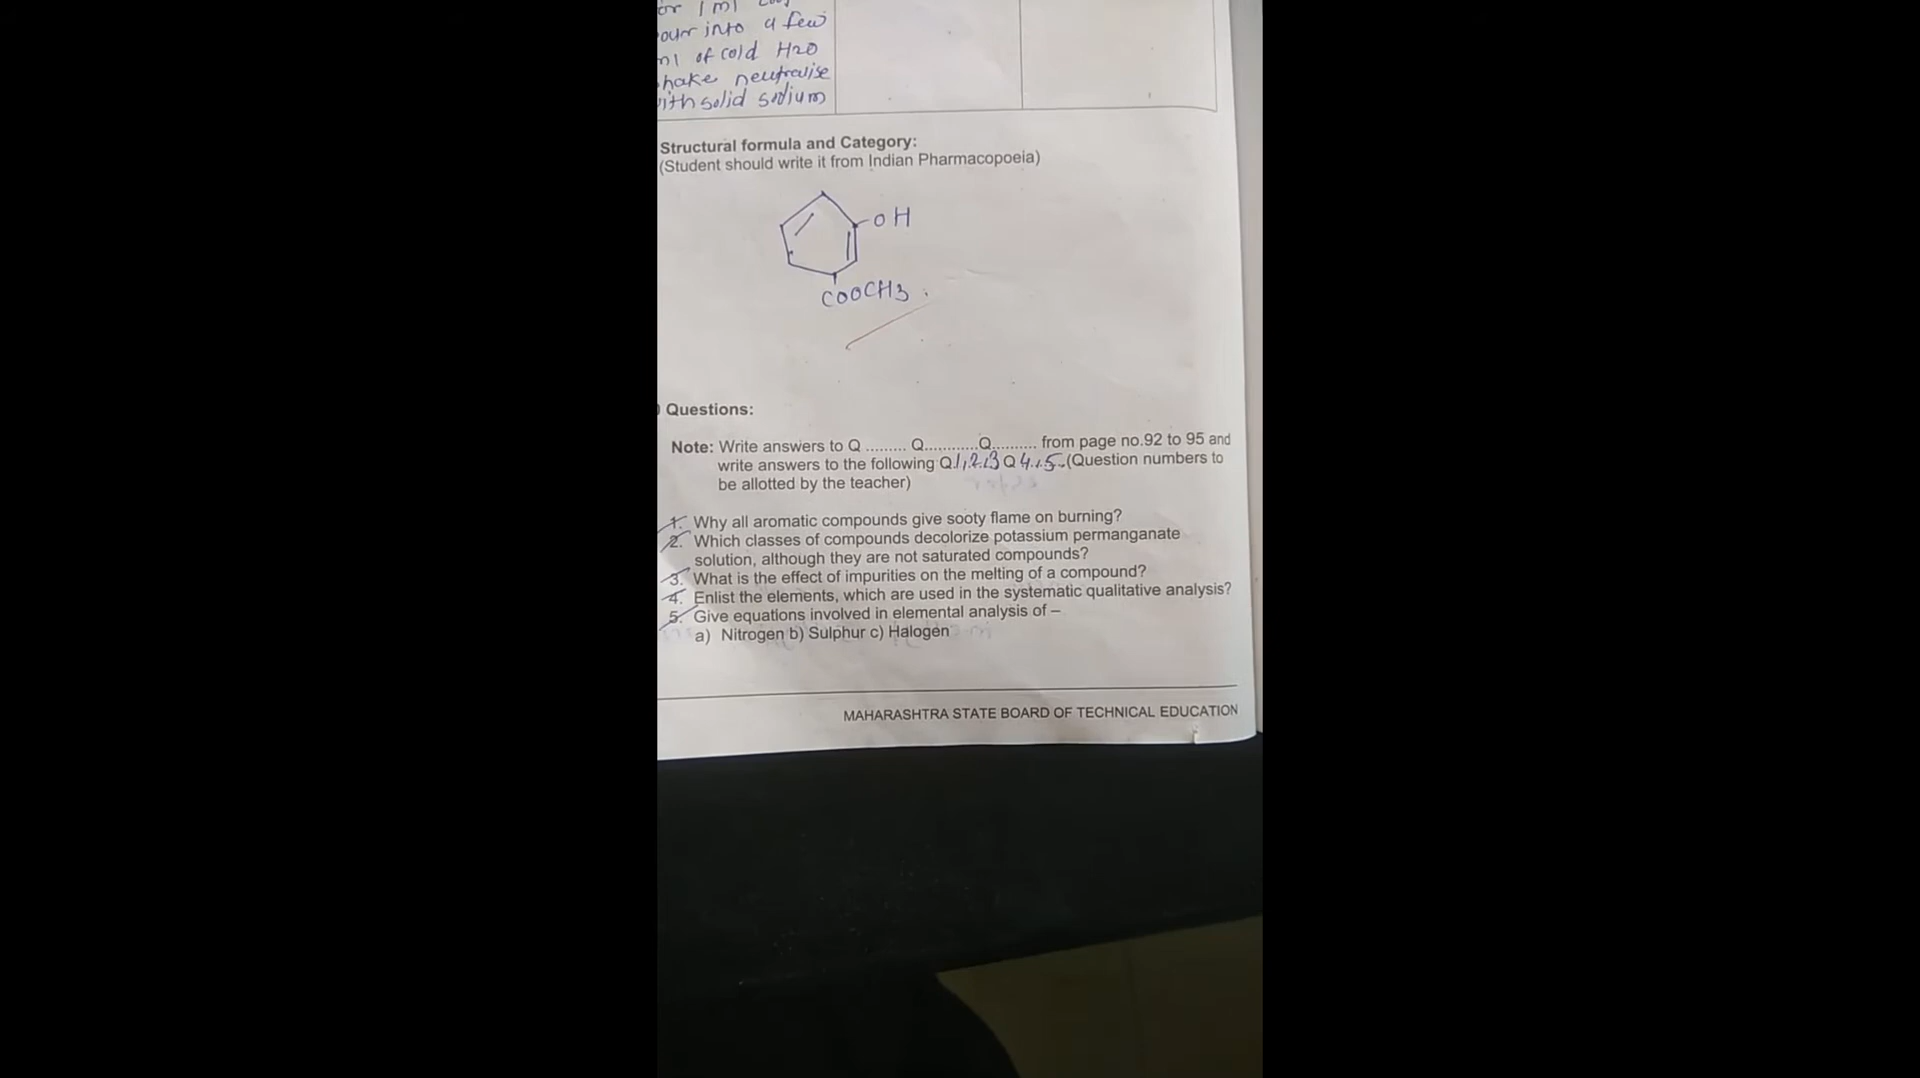 or 1 ml
our into a few
ml of cold H2O
hake neutralise
ith solid sodium
Structural formula and Category:
(Student should write it from Indian Pharmacopoeia)
OH
COOCH3
Questions:
Note: Write answers to Q ......... Q............Q.......... from page no.92 to 95 and
write answers to the following Q1,2,3 Q4,5 (Question numbers to
be allotted by the teacher)
1. Why all aromatic compounds give sooty flame on burning?
2. Which classes of compounds decolorize potassium permanganate
solution, although they are not saturated compounds?
3. What is the effect of impurities on the melting of a compound?
4. Enlist the elements, which are used in the systematic qualitative analysis?
5. Give equations involved in elemental analysis of –
a) Nitrogen b) Sulphur c) Halogen
MAHARASHTRA STATE BOARD OF TECHNICAL EDUCATION